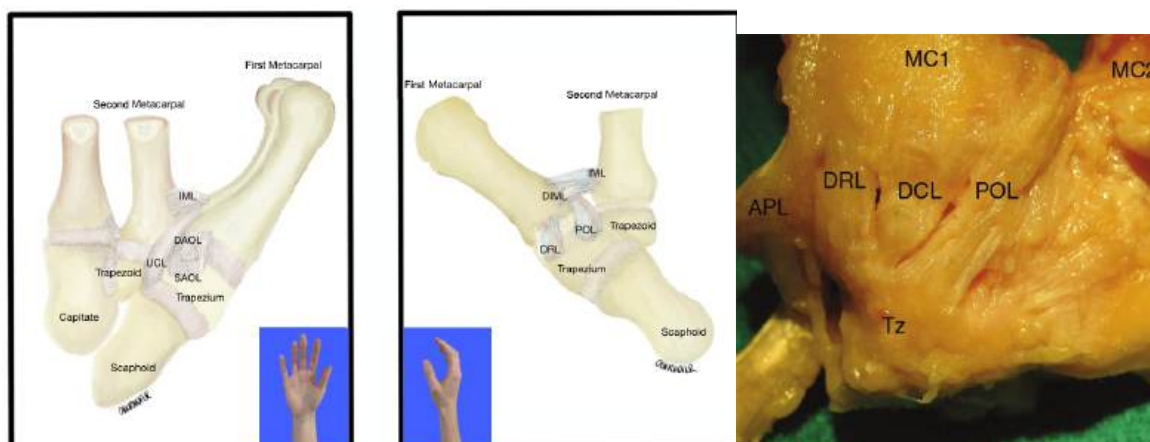 First Metacarpal
Second Metacarpal
IML
DAOL
UCL
SAOL
Trapezoid
Trapezium
Capitate
Scaphoid
First Metacarpal
Second Metacarpal
IML
DIML
POL
Trapezoid
DRL
Trapezium
Scaphoid
MC1
MC2
DRL
DCL
POL
APL
Tz